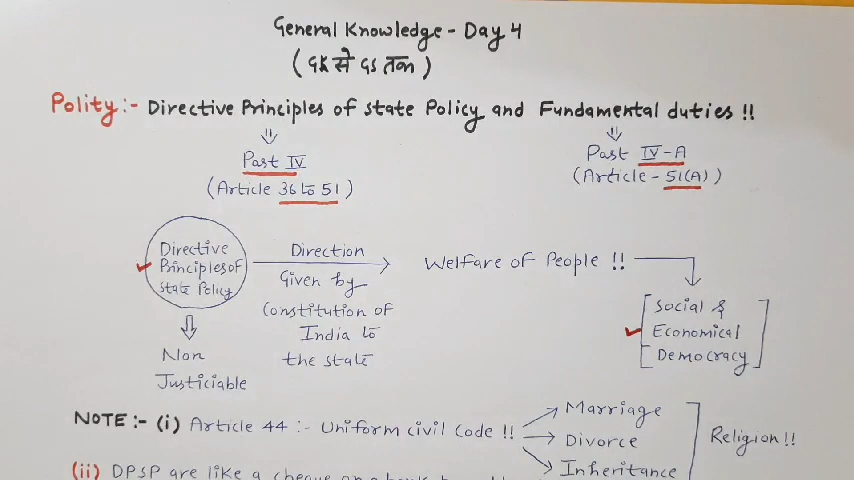 General Knowledge - Day 4
(GK से GS तक)
Polity:- Directive Principles of state Policy and Fundamental duties !!
Past IV
(Article 36 to 51)
Past IV-A
(Article - 51(A))
Directive
Principles of
state Policy
Direction
Given by
Constitution of
India to
the state
Welfare of People !!
Social &
Economical
Democracy
Non
Justiciable
NOTE :- (i) Article 44 :- Uniform civil Code !!
Marriage
Divorce
Inheritance
Religion !!
(ii) DPSP are like a cheque on a bank